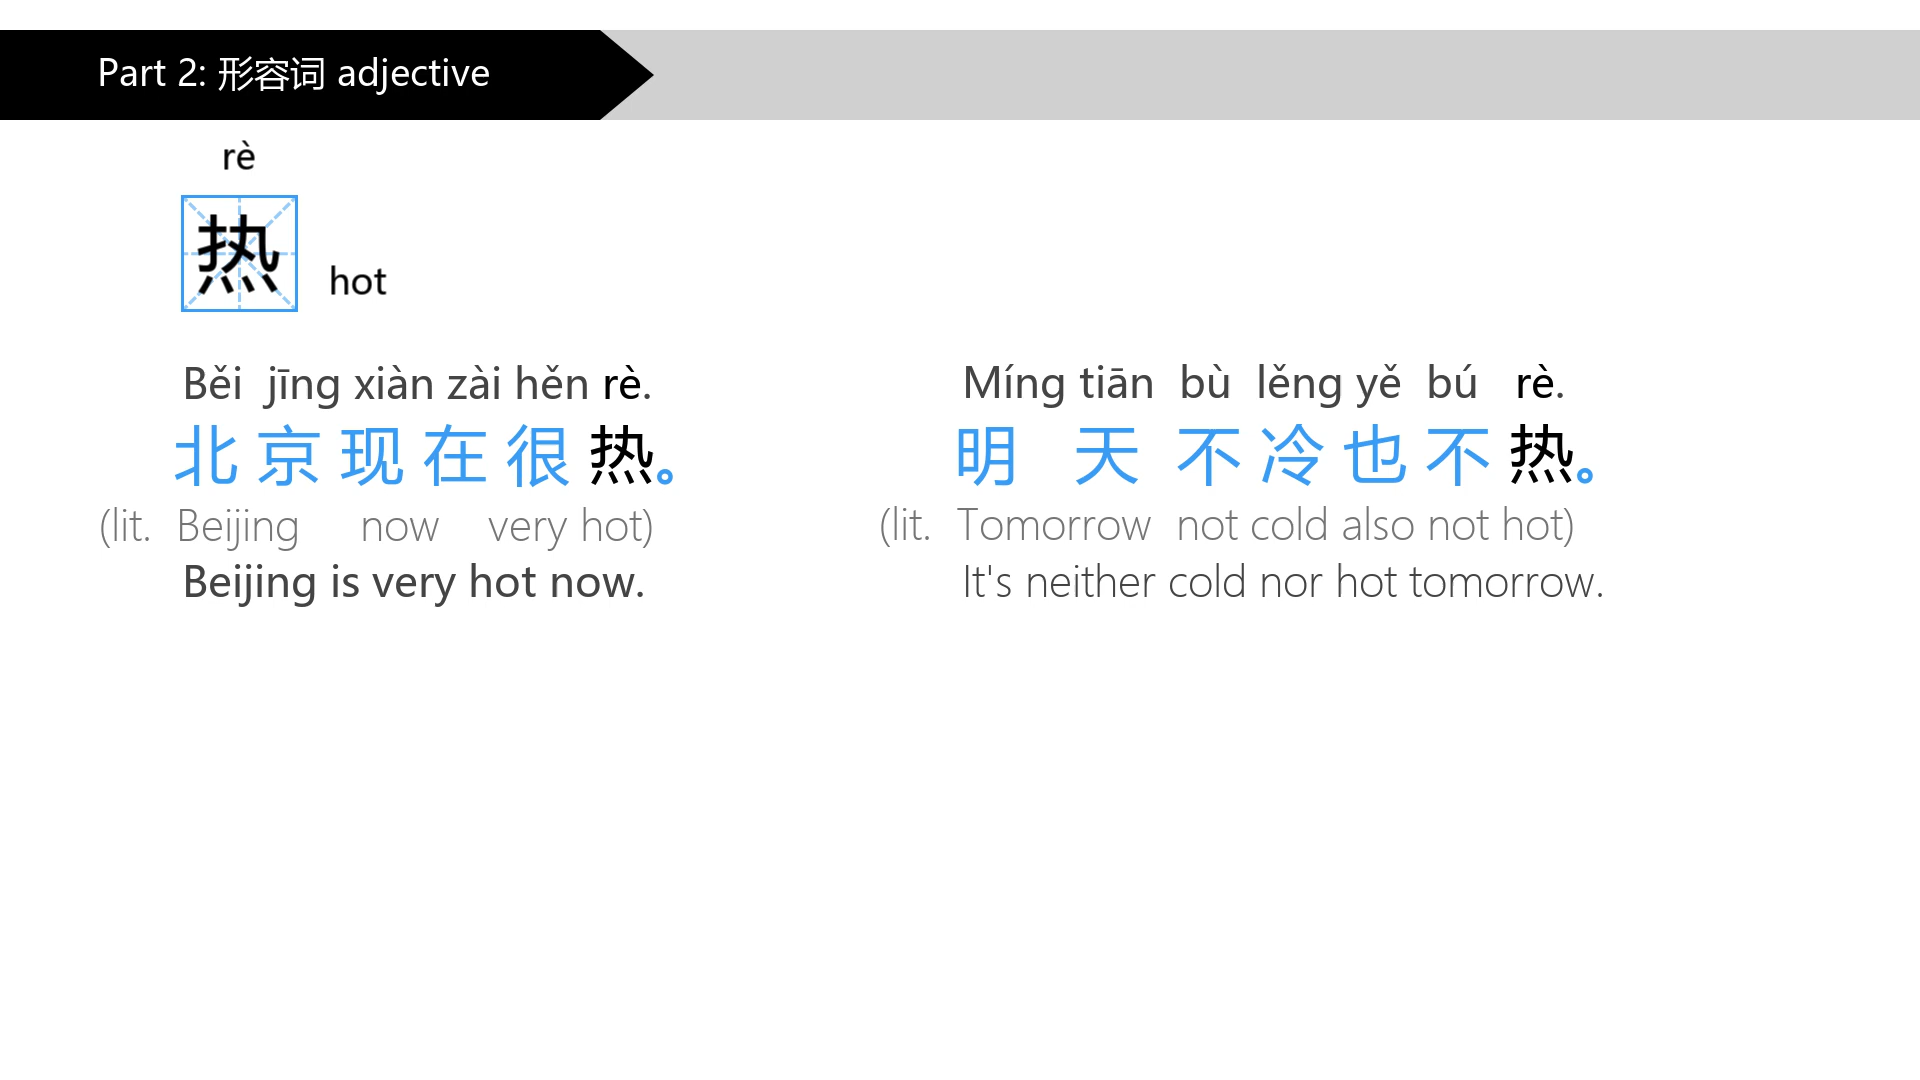 Part 2: 形容词 adjective
rè
热
hot
Běi jīng xiàn zài hěn rè.
北京现在很热。
(lit. Beijing now very hot)
Beijing is very hot now.
Míng tiān bù lěng yě bú rè.
明天不冷也不热。
(lit. Tomorrow not cold also not hot)
It's neither cold nor hot tomorrow.